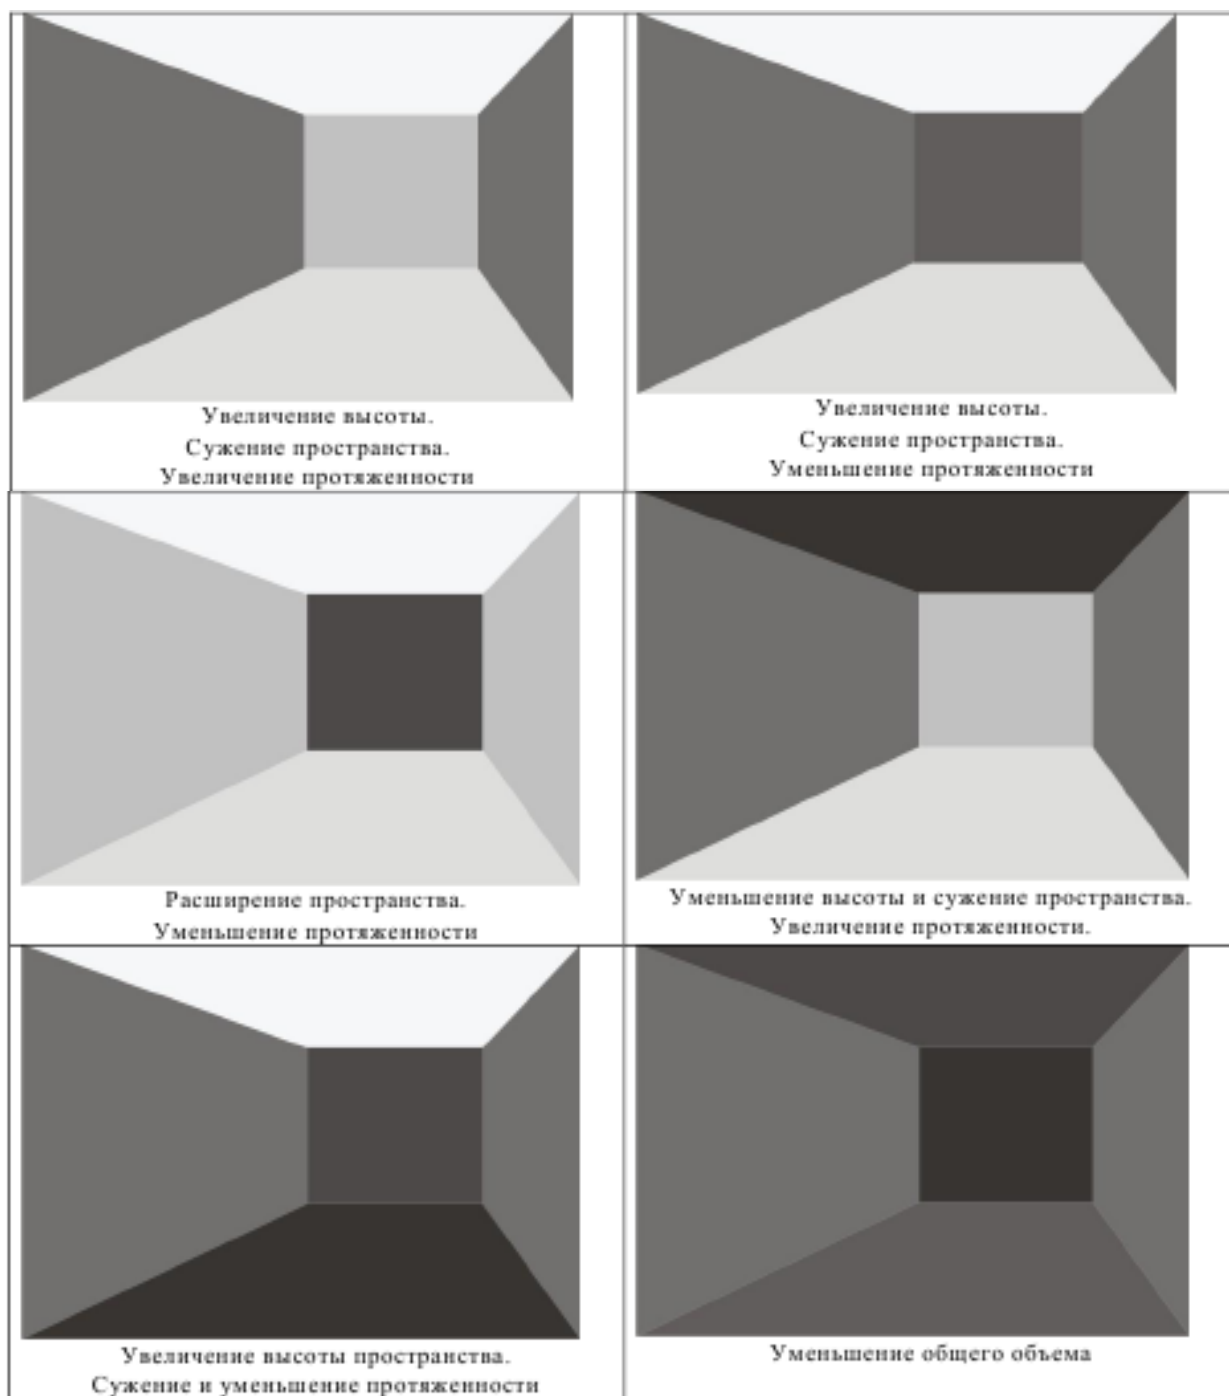 Увеличение высоты.
Сужение пространства.
Увеличение протяженности
Увеличение высоты.
Сужение пространства.
Уменьшение протяженности
Расширение пространства.
Уменьшение протяженности
Уменьшение высоты и сужение пространства.
Увеличение протяженности.
Увеличение высоты пространства.
Сужение и уменьшение протяженности
Уменьшение общего объема